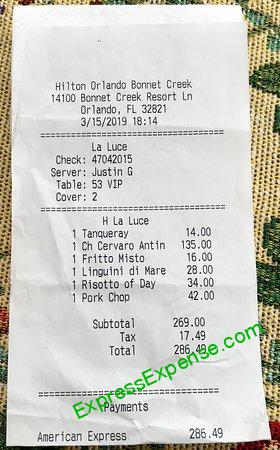 Hilton Orlando Bonnet Creek
14100 Bonnet Creek Resort Ln
Orlando, FL 32821
3/15/2019 18:14
La Luce
Check: 47042015
Server: Justin G
Table: 53 VIP
Cover: 2
H La Luce
1 Tanqueray 14.00
1 Ch Cervaro Antin 135.00
1 Fritto Misto 16.00
1 Linguini di Mare 28.00
1 Risotto of Day 34.00
1 Pork Chop 42.00
Subtotal 269.00
Tax 17.49
Total 286.49
ExpressExpense.com
Payments
American Express 286.49